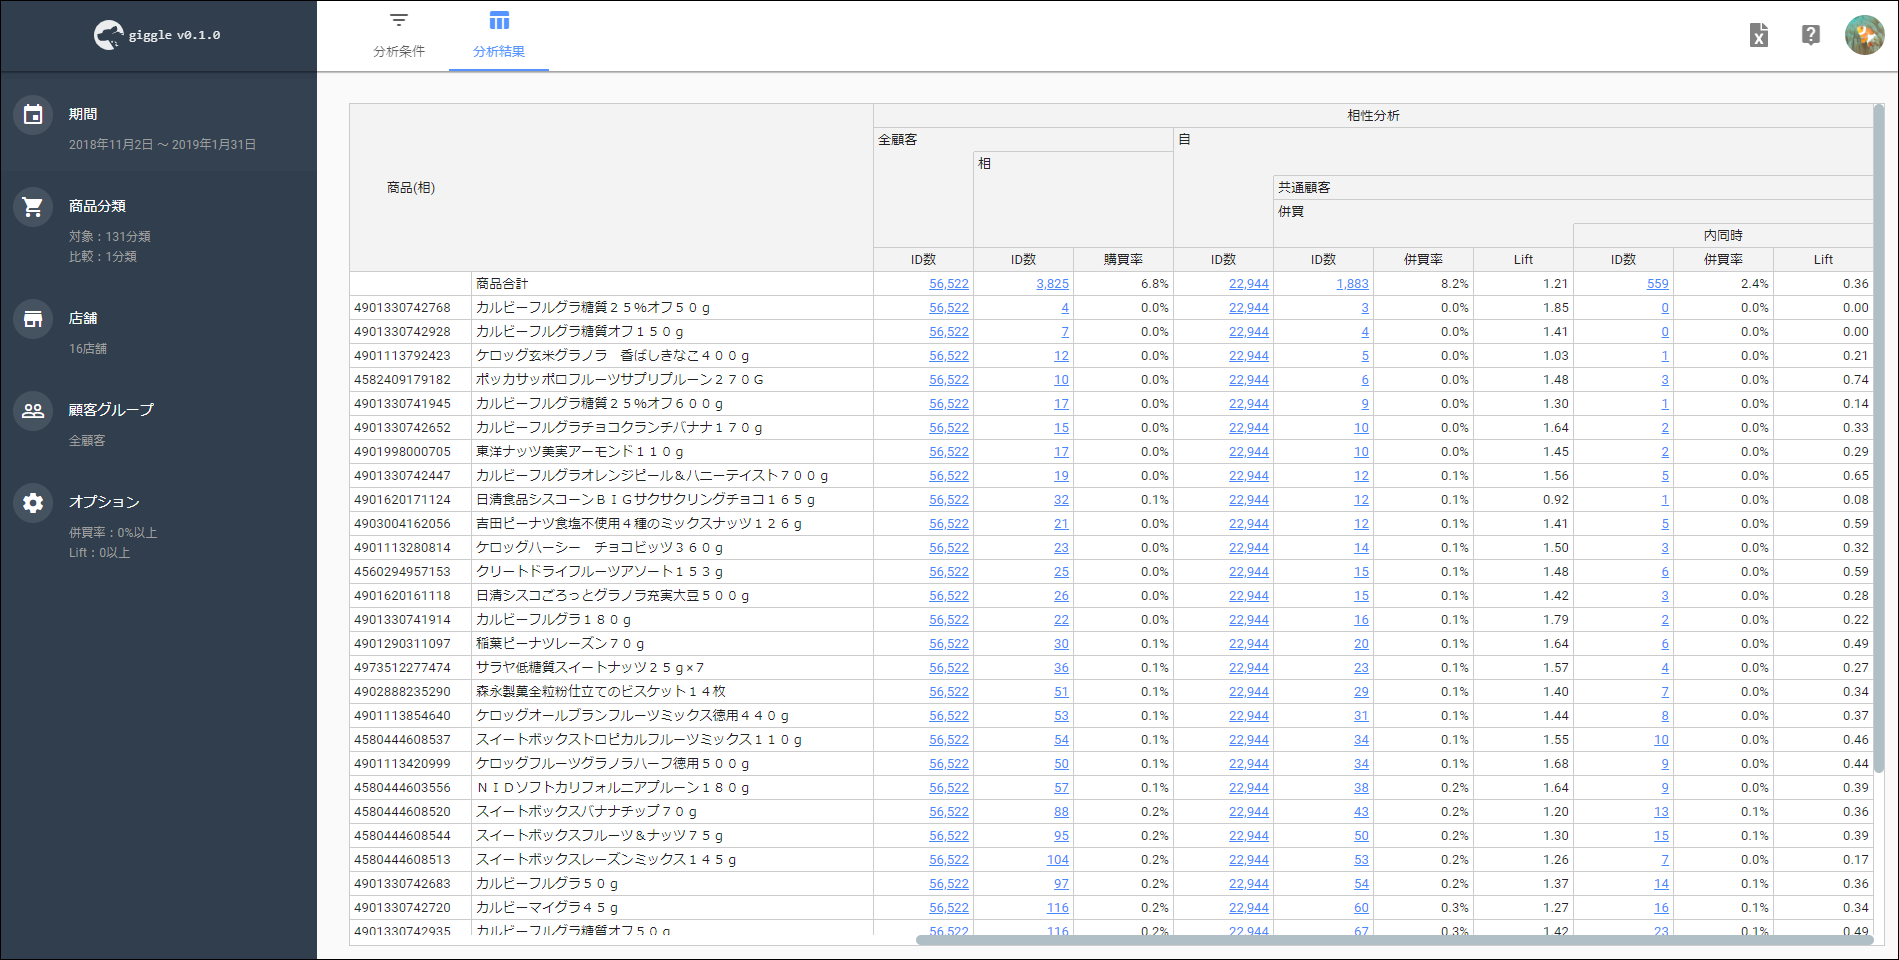 giggle v0.1.0
分析条件
分析結果
期間
2018年11月2日 〜 2019年1月31日
商品分類
対象：131分類
比較：1分類
店舗
16店舗
顧客グループ
全顧客
オプション
併買率：0%以上
Lift：0以上
相性分析
全顧客 自
相
商品(相)
共通顧客
併買
内同時
ID数 ID数 購買率 ID数 ID数 併買率 Lift ID数 併買率 Lift
商品合計 56,522 3,825 6.8% 22,944 1,883 8.2% 1.21 559 2.4% 0.36
4901330742768 カルビーフルグラ糖質２５％オフ５０ｇ 56,522 4 0.0% 22,944 3 0.0% 1.85 0 0.0% 0.00
4901330742928 カルビーフルグラ糖質オフ１５０ｇ 56,522 7 0.0% 22,944 4 0.0% 1.41 0 0.0% 0.00
4901113792423 ケロッグ玄米グラノラ　香ばしきなこ４００ｇ 56,522 12 0.0% 22,944 5 0.0% 1.03 1 0.0% 0.21
4582409179182 ポッカサッポロフルーツサプリプルーン２７０Ｇ 56,522 10 0.0% 22,944 6 0.0% 1.48 3 0.0% 0.74
4901330741945 カルビーフルグラ糖質２５％オフ６００ｇ 56,522 17 0.0% 22,944 9 0.0% 1.30 1 0.0% 0.14
4901330742652 カルビーフルグラチョコクランチバナナ１７０ｇ 56,522 15 0.0% 22,944 10 0.0% 1.64 2 0.0% 0.33
4901998000705 東洋ナッツ美実アーモンド１１０ｇ 56,522 17 0.0% 22,944 10 0.0% 1.45 2 0.0% 0.29
4901330742447 カルビーフルグラオレンジピール＆ハニーテイスト７００ｇ 56,522 19 0.0% 22,944 12 0.1% 1.56 5 0.0% 0.65
4901620171124 日清食品シスコーンＢＩＧサクサクリングチョコ１６５ｇ 56,522 32 0.1% 22,944 12 0.1% 0.92 1 0.0% 0.08
4903004162056 吉田ピーナツ食塩不使用４種のミックスナッツ１２６ｇ 56,522 21 0.0% 22,944 12 0.1% 1.41 5 0.0% 0.59
4901113280814 ケロッグハーシー　チョコビッツ３６０ｇ 56,522 23 0.0% 22,944 14 0.1% 1.50 3 0.0% 0.32
4560294957153 クリートドライフルーツアソート１５３ｇ 56,522 25 0.0% 22,944 15 0.1% 1.48 6 0.0% 0.59
4901620161118 日清シスコごろっとグラノラ充実大豆５００ｇ 56,522 26 0.0% 22,944 15 0.1% 1.42 3 0.0% 0.28
4901330741914 カルビーフルグラ１８０ｇ 56,522 22 0.0% 22,944 16 0.1% 1.79 2 0.0% 0.22
4901290311097 稲葉ピーナツレーズン７０ｇ 56,522 30 0.1% 22,944 20 0.1% 1.64 6 0.0% 0.49
4973512277474 サラヤ低糖質スイートナッツ２５ｇ×７ 56,522 36 0.1% 22,944 23 0.1% 1.57 4 0.0% 0.27
4902888235290 森永製菓全粒粉仕立てのビスケット１４枚 56,522 51 0.1% 22,944 29 0.1% 1.40 7 0.0% 0.34
4901113854640 ケロッグオールブランフルーツミックス徳用４４０ｇ 56,522 53 0.1% 22,944 31 0.1% 1.44 8 0.0% 0.37
4580444608537 スイートボックストロピカルフルーツミックス１１０ｇ 56,522 54 0.1% 22,944 34 0.1% 1.55 10 0.0% 0.46
4901113420999 ケロッグフルーツグラノラハーフ徳用５００ｇ 56,522 50 0.1% 22,944 34 0.1% 1.68 9 0.0% 0.44
4580444603556 ＮＩＤソフトカリフォルニアプルーン１８０ｇ 56,522 57 0.1% 22,944 38 0.2% 1.64 9 0.0% 0.39
4580444608520 スイートボックスバナナチップ７０ｇ 56,522 88 0.2% 22,944 43 0.2% 1.20 13 0.1% 0.36
4580444608544 スイートボックスフルーツ＆ナッツ７５ｇ 56,522 95 0.2% 22,944 50 0.2% 1.30 15 0.1% 0.39
4580444608513 スイートボックスレーズンミックス１４５ｇ 56,522 104 0.2% 22,944 53 0.2% 1.26 7 0.0% 0.17
4901330742683 カルビーフルグラ５０ｇ 56,522 97 0.2% 22,944 54 0.2% 1.37 14 0.1% 0.36
4901330742720 カルビーマイグラ４５ｇ 56,522 116 0.2% 22,944 60 0.3% 1.27 16 0.1% 0.34
4901330742935 カルビーフルグラ糖質オフ５０ｇ 56,522 116 0.2% 22,944 67 0.3% 1.42 23 0.1% 0.49